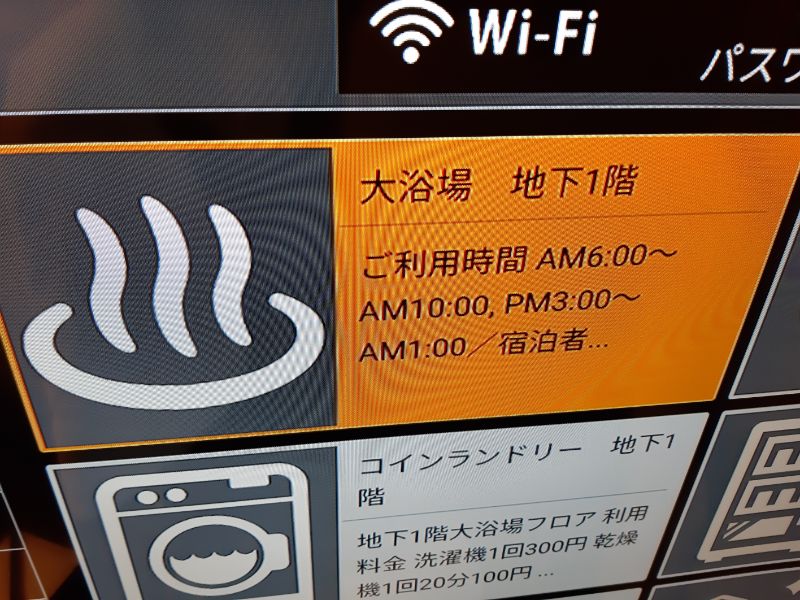 Wi-Fi
パスワ
大浴場 地下1階
ご利用時間 AM6:00～
AM10:00, PM3:00～
AM1:00／宿泊者...
コインランドリー 地下1
階
地下1階大浴場フロア 利用
料金 洗濯機1回300円 乾燥
機1回20分100円 ...